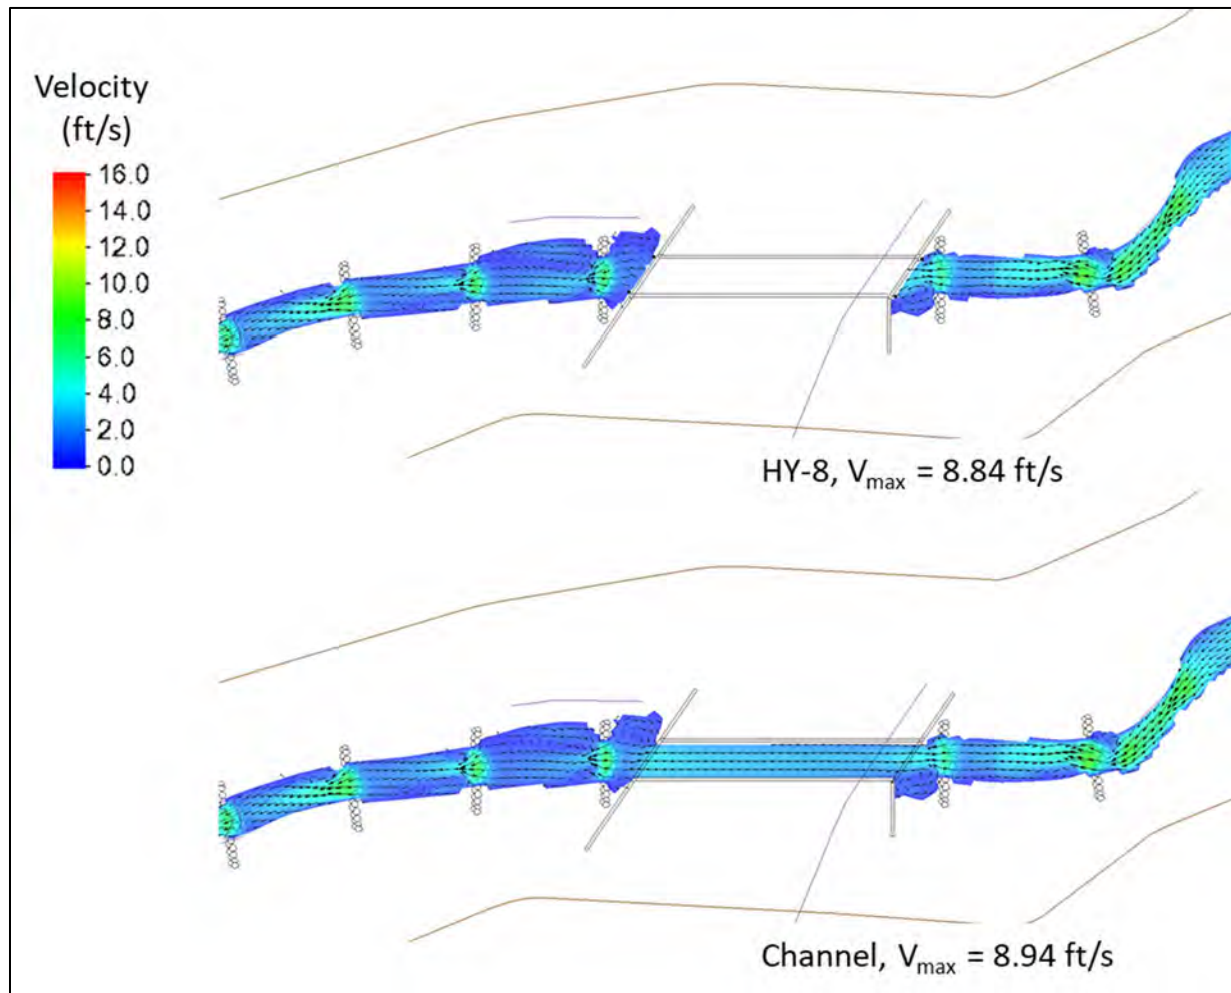 Velocity
(ft/s)
16.0
14.0
12.0
10.0
8.0
6.0
4.0
2.0
0.0
HY-8, Vmax = 8.84 ft/s
Channel, Vmax = 8.94 ft/s